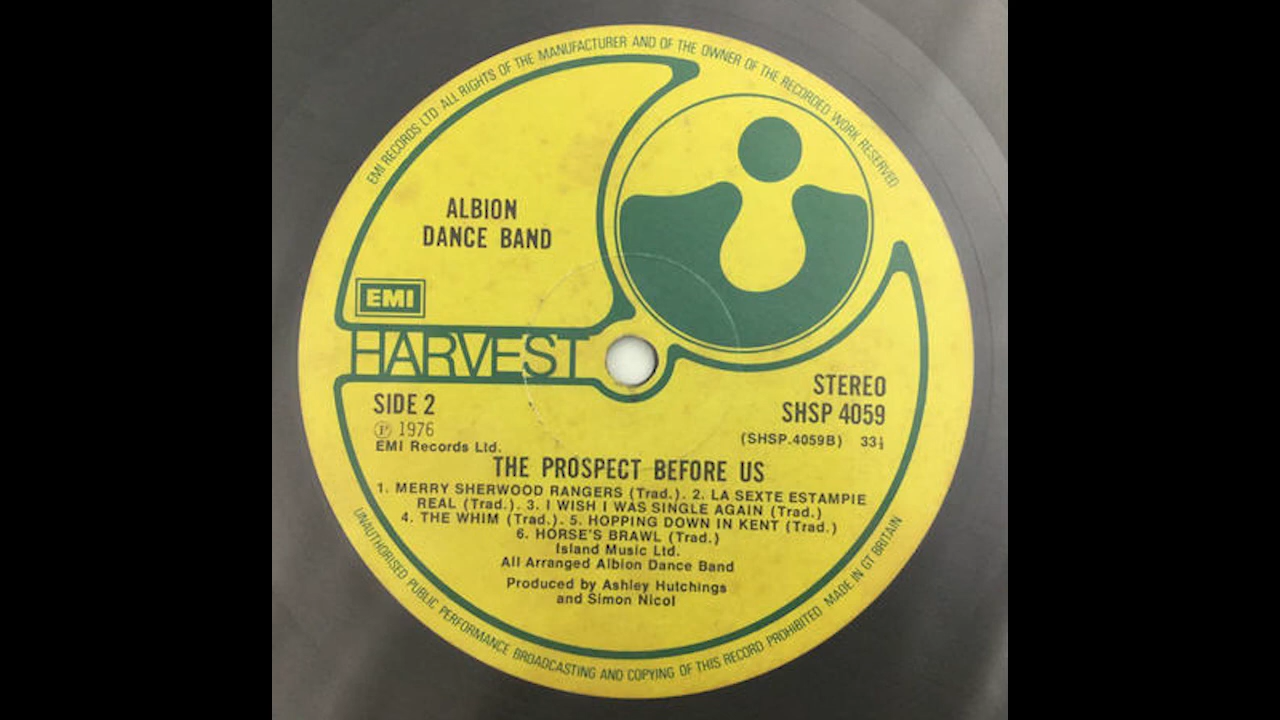 EMI RECORDS LTD ALL RIGHTS OF THE MANUFACTURER AND OF THE OWNER OF THE RECORDED WORK RESERVED
ALBION
DANCE BAND
EMI
HARVEST
SIDE 2
Ⓟ 1976
EMI Records Ltd.
STEREO
SHSP 4059
(SHSP.4059B) 33⅓
THE PROSPECT BEFORE US
1. MERRY SHERWOOD RANGERS (Trad.). 2. LA SEXTE ESTAMPIE
REAL (Trad.). 3. I WISH I WAS SINGLE AGAIN (Trad.)
4. THE WHIM (Trad.). 5. HOPPING DOWN IN KENT (Trad.)
6. HORSE'S BRAWL (Trad.)
Island Music Ltd.
All Arranged Albion Dance Band
Produced by Ashley Hutchings
and Simon Nicol
UNAUTHORISED PUBLIC PERFORMANCE BROADCASTING AND COPYING OF THIS RECORD PROHIBITED MADE IN GT BRITAIN